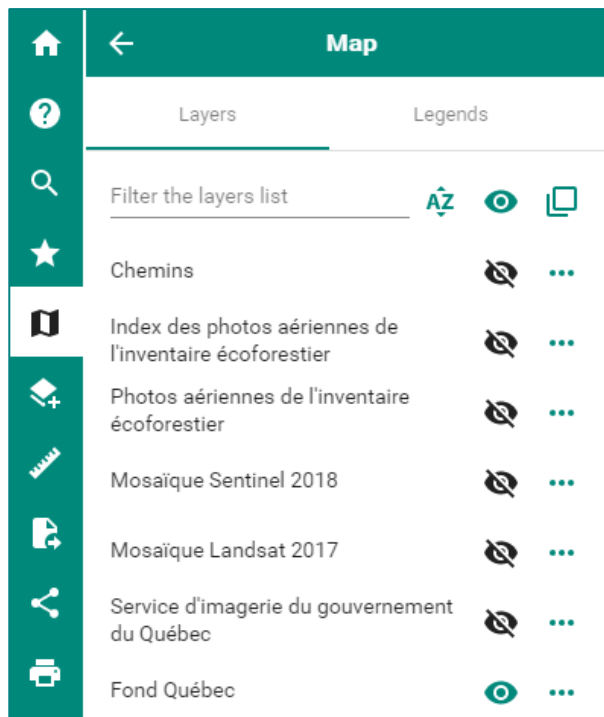 Map
Layers
Legends
Filter the layers list
AZ
Chemins
Index des photos aériennes de
l'inventaire écoforestier
Photos aériennes de l'inventaire
écoforestier
Mosaïque Sentinel 2018
Mosaïque Landsat 2017
Service d'imagerie du gouvernement
du Québec
Fond Québec